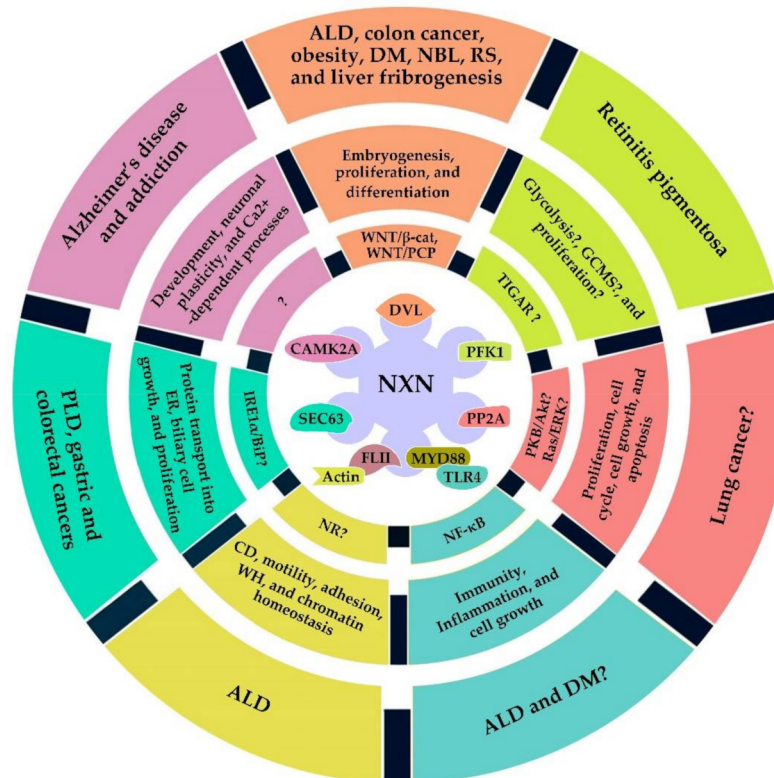 ALD, colon cancer,
obesity, DM, NBL, RS,
and liver fribrogenesis
Retinitis pigmentosa
Lung cancer?
ALD and DM?
ALD
PLD, gastric and
colorectal cancers
Alzheimer's disease
and addiction
Embryogenesis,
proliferation, and
differentiation
Glycolysis?, GCMS?, and
proliferation?
Proliferation, cell
cycle, cell growth, and
apoptosis
Immunity,
Inflammation, and
cell growth
CD, motility, adhesion,
WH, and chromatin
homeostasis
Protein transport into
ER, biliary cell
growth, and proliferation
Development, neuronal
plasticity, and Ca2+
-dependent processes
WNT/β-cat,
WNT/PCP
TIGAR ?
PKB/Akt?
Ras/ERK?
NF-κB
NR?
IRE1α/BiP?
?
DVL
CAMK2A
PFK1
NXN
SEC63
PP2A
FLII
MYD88
Actin
TLR4